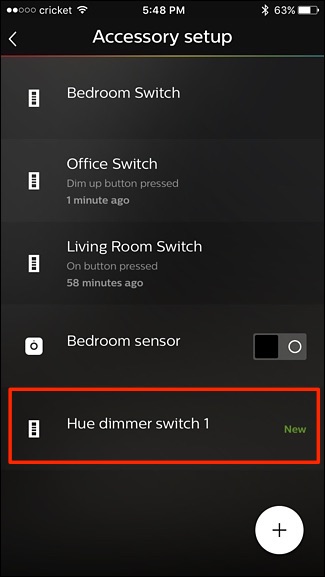 cricket 5:48 PM 63%
Accessory setup
Bedroom Switch
Office Switch
Dim up button pressed
1 minute ago
Living Room Switch
On button pressed
58 minutes ago
Bedroom sensor
Hue dimmer switch 1 New